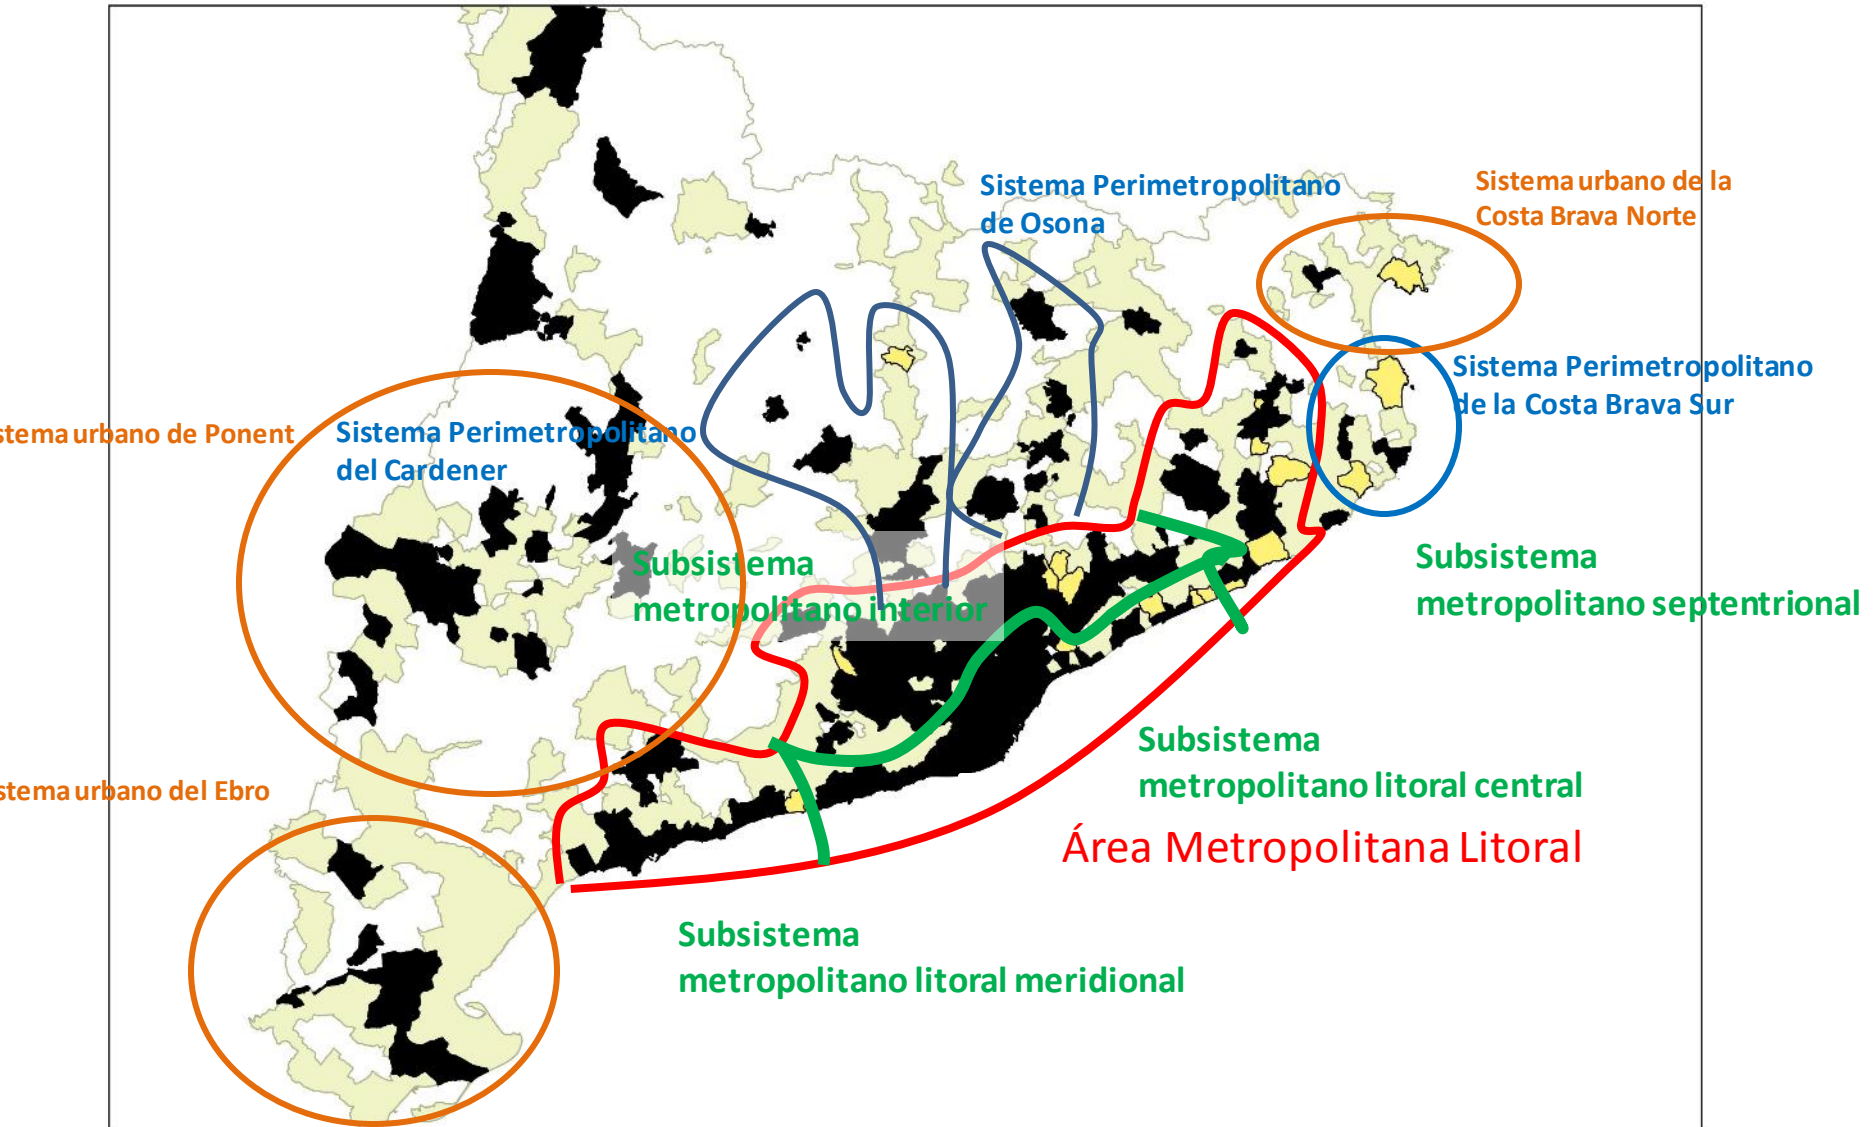 Sistema Perimetropolitano
de Osona
Sistema urbano de la
Costa Brava Norte
Sistema Perimetropolitano
de la Costa Brava Sur
stema urbano de Ponent
Sistema Perimetropolitano
del Cardener
Subsistema
metropolitano interior
Subsistema
metropolitano septentrional
Subsistema
metropolitano litoral central
stema urbano del Ebro
Área Metropolitana Litoral
Subsistema
metropolitano litoral meridional